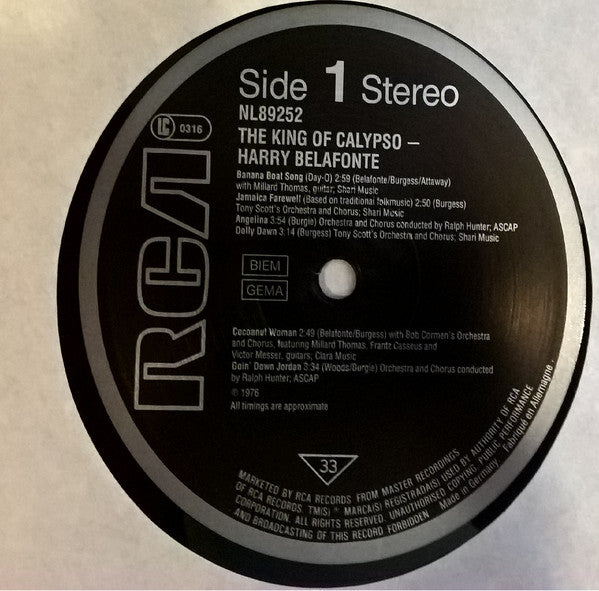 Side 1 Stereo
NL89252
THE KING OF CALYPSO –
HARRY BELAFONTE
LC 0316
RCA
Banana Boat Song (Day-O) 2:59 (Belafonte/Burgess/Attaway)
with Millard Thomas, guitar; Shari Music
Jamaica Farewell (Based on traditional folkmusic) 2:50 (Burgess)
Tony Scott's Orchestra and Chorus; Shari Music
Angelina 3:54 (Burgie) Orchestra and Chorus conducted by Ralph Hunter; ASCAP
Dolly Dawn 3:14 (Burgess) Tony Scott's Orchestra and Chorus; Shari Music
BIEM
GEMA
Cocoanut Woman 2:49 (Belafonte/Burgess) with Bob Cormen's Orchestra
and Chorus, featuring Millard Thomas, Frantz Casseus and
Victor Messer, guitars; Clara Music
Goin' Down Jordan 3:34 (Woods/Burgie) Orchestra and Chorus conducted
by Ralph Hunter; ASCAP
℗ 1976
All timings are approximate
33
MARKETED BY RCA RECORDS FROM MASTER RECORDINGS
OF RCA RECORDS. TM(S) * MARCA(S) REGISTRADA(S) USED BY AUTHORITY OF RCA
CORPORATION. ALL RIGHTS RESERVED. UNAUTHORISED COPYING, PUBLIC PERFORMANCE
AND BROADCASTING OF THIS RECORD FORBIDDEN
Made in Germany
Fabriqué en Allemagne